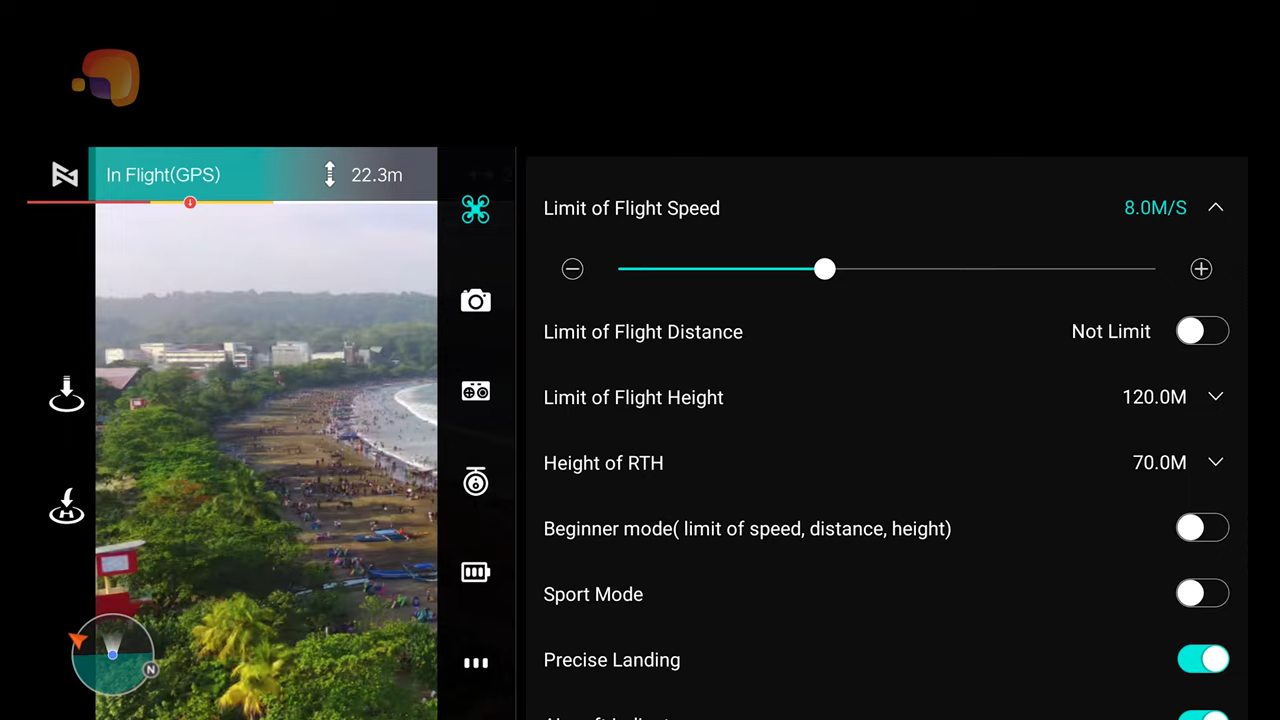 In Flight(GPS) 22.3m
Limit of Flight Speed 8.0M/S
Limit of Flight Distance Not Limit
Limit of Flight Height 120.0M
Height of RTH 70.0M
Beginner mode( limit of speed, distance, height)
Sport Mode
Precise Landing
N